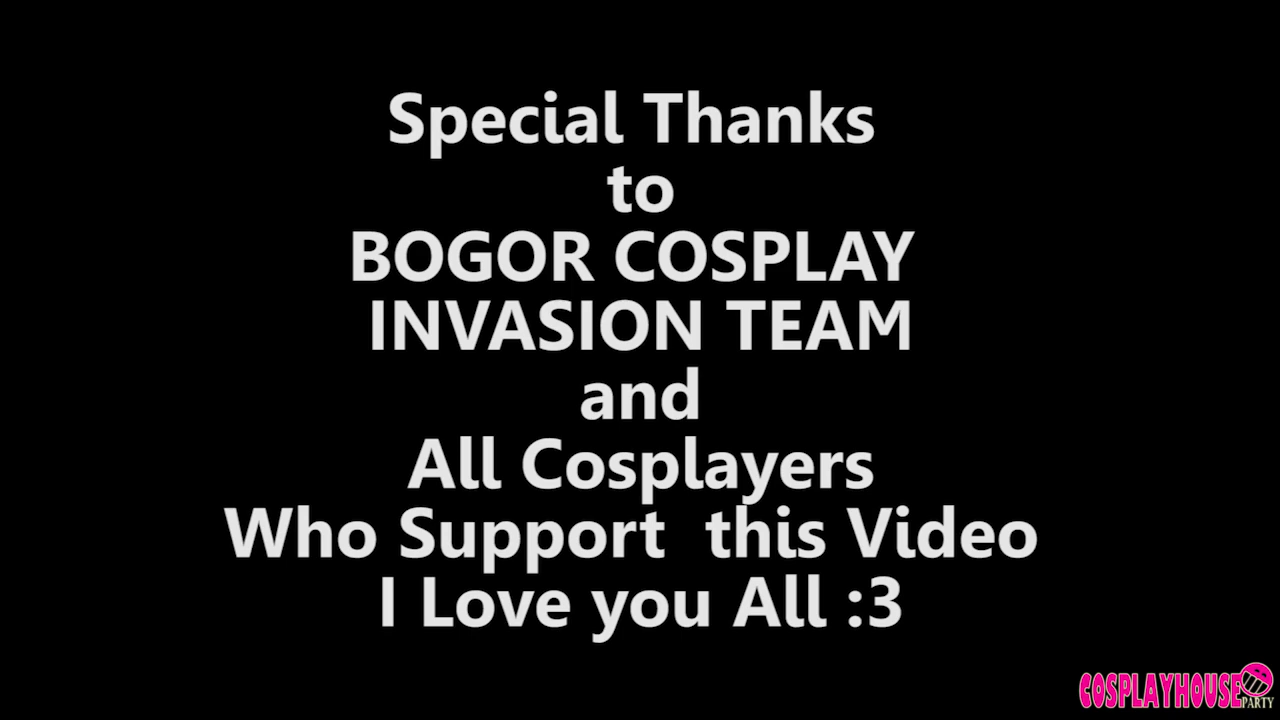 Special Thanks
to
BOGOR COSPLAY
INVASION TEAM
and
All Cosplayers
Who Support  this Video
I Love you All :3
COSPLAYHOUSE
PARTY